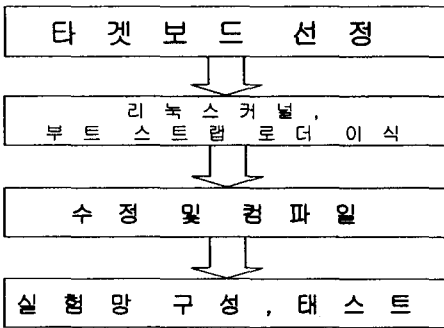 타겟보드 선정
리눅스커널,
부트 스트랩 로더 이식
수정 및 컴파일
실험망 구성, 태스트